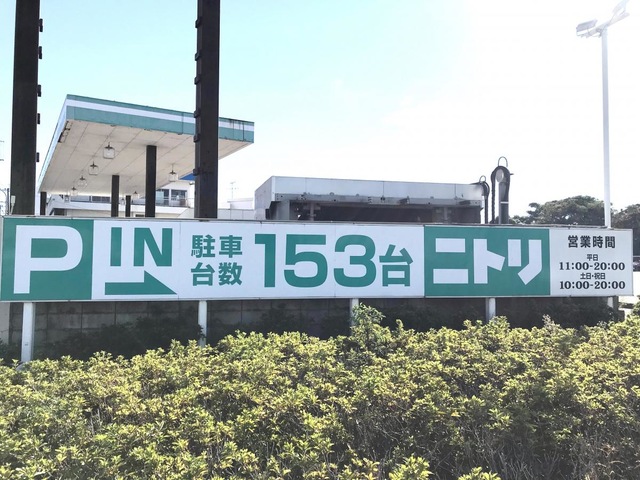 P IN
駐車
台数
153台
ニトリ
営業時間
平日
11:00-20:00
土日・祝日
10:00-20:00